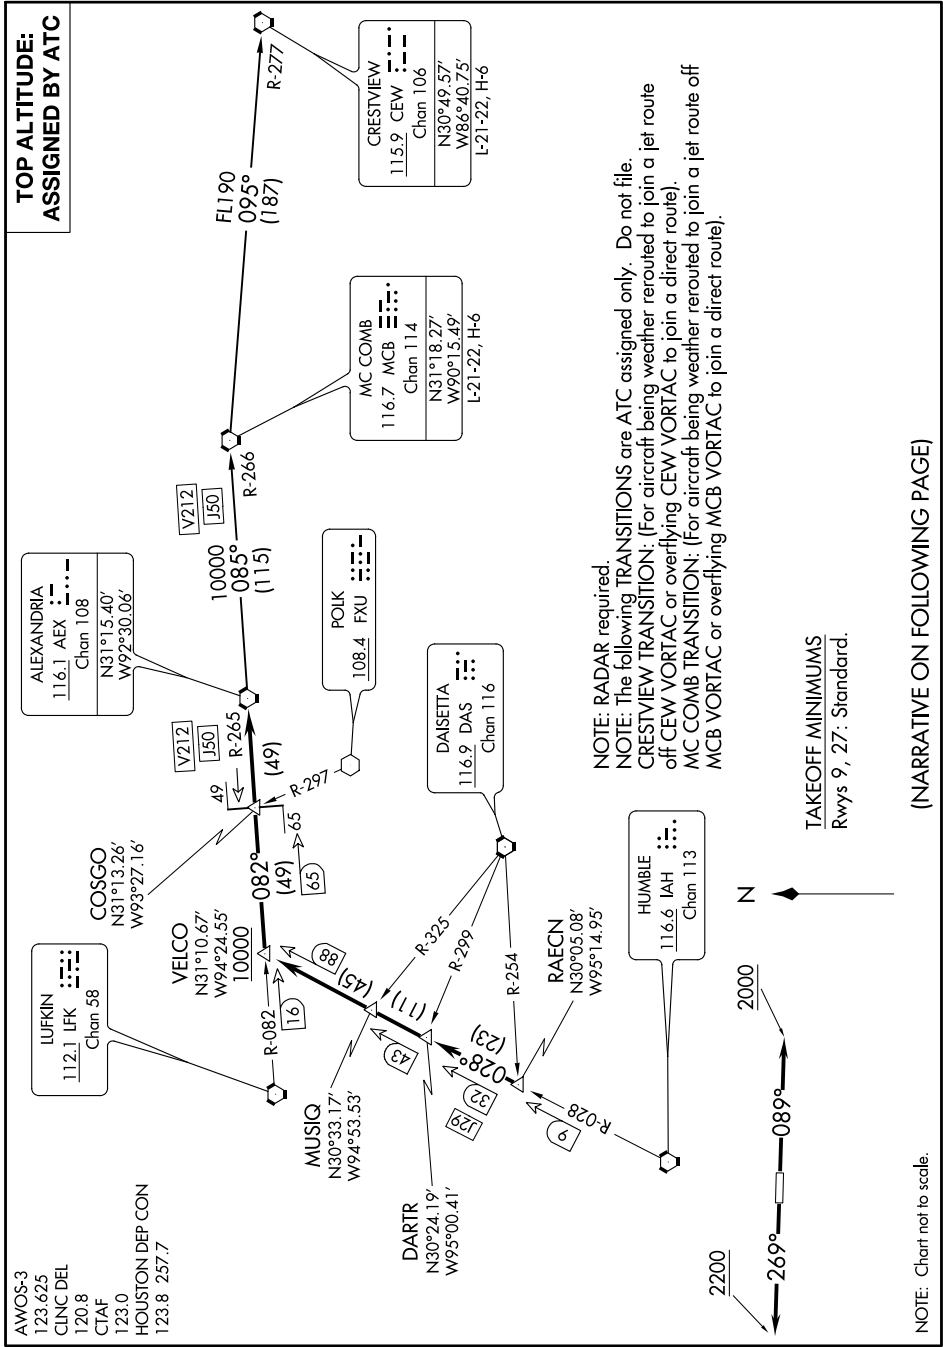 TOP ALTITUDE:
ASSIGNED BY ATC
AWOS-3
123.625
CLNC DEL
120.8
CTAF
123.0
HOUSTON DEP CON
123.8 257.7
LUFKIN
112.1 LFK
Chan 58
R-082
16
VELCO
N31°10.67'
W94°24.55'
10000
COSGO
N31°13.26'
W93°27.16'
082°
(49)
65
65
49
V212
J50
R-265
(49)
ALEXANDRIA
116.1 AEX
Chan 108
N31°15.40'
W92°30.06'
10000
085°
(115)
V212
J50
R-266
MC COMB
116.7 MCB
Chan 114
N31°18.27'
W90°15.49'
L-21-22, H-6
FL190
095°
(187)
R-277
CRESTVIEW
115.9 CEW
Chan 106
N30°49.57'
W86°40.75'
L-21-22, H-6
POLK
108.4 FXU
R-297
88
(45)
MUSIQ
N30°33.17'
W94°53.53'
43
(11)
DARTR
N30°24.19'
W95°00.41'
32
J29
028°
(23)
DAISETTA
116.9 DAS
Chan 116
R-325
R-299
R-254
RAECN
N30°05.08'
W95°14.95'
9
R-028
HUMBLE
116.6 IAH
Chan 113
NOTE: RADAR required.
NOTE: The following TRANSITIONS are ATC assigned only. Do not file.
CRESTVIEW TRANSITION: (For aircraft being weather rerouted to join a jet route
off CEW VORTAC or overflying CEW VORTAC to join a direct route).
MC COMB TRANSITION: (For aircraft being weather rerouted to join a jet route off
MCB VORTAC or overflying MCB VORTAC to join a direct route).
N
2200
269°
089°
2000
TAKEOFF MINIMUMS
Rwys 9, 27: Standard.
NOTE: Chart not to scale.
(NARRATIVE ON FOLLOWING PAGE)